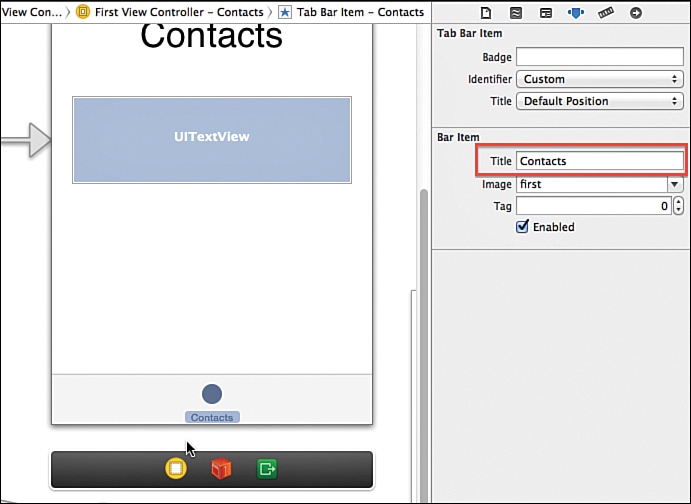 View Con... 〉 First View Controller – Contacts 〉 Tab Bar Item – Contacts
Contacts
UITextView
Contacts
Tab Bar Item
Badge
Identifier Custom
Title Default Position
Bar Item
Title Contacts
Image first
Tag 0
Enabled